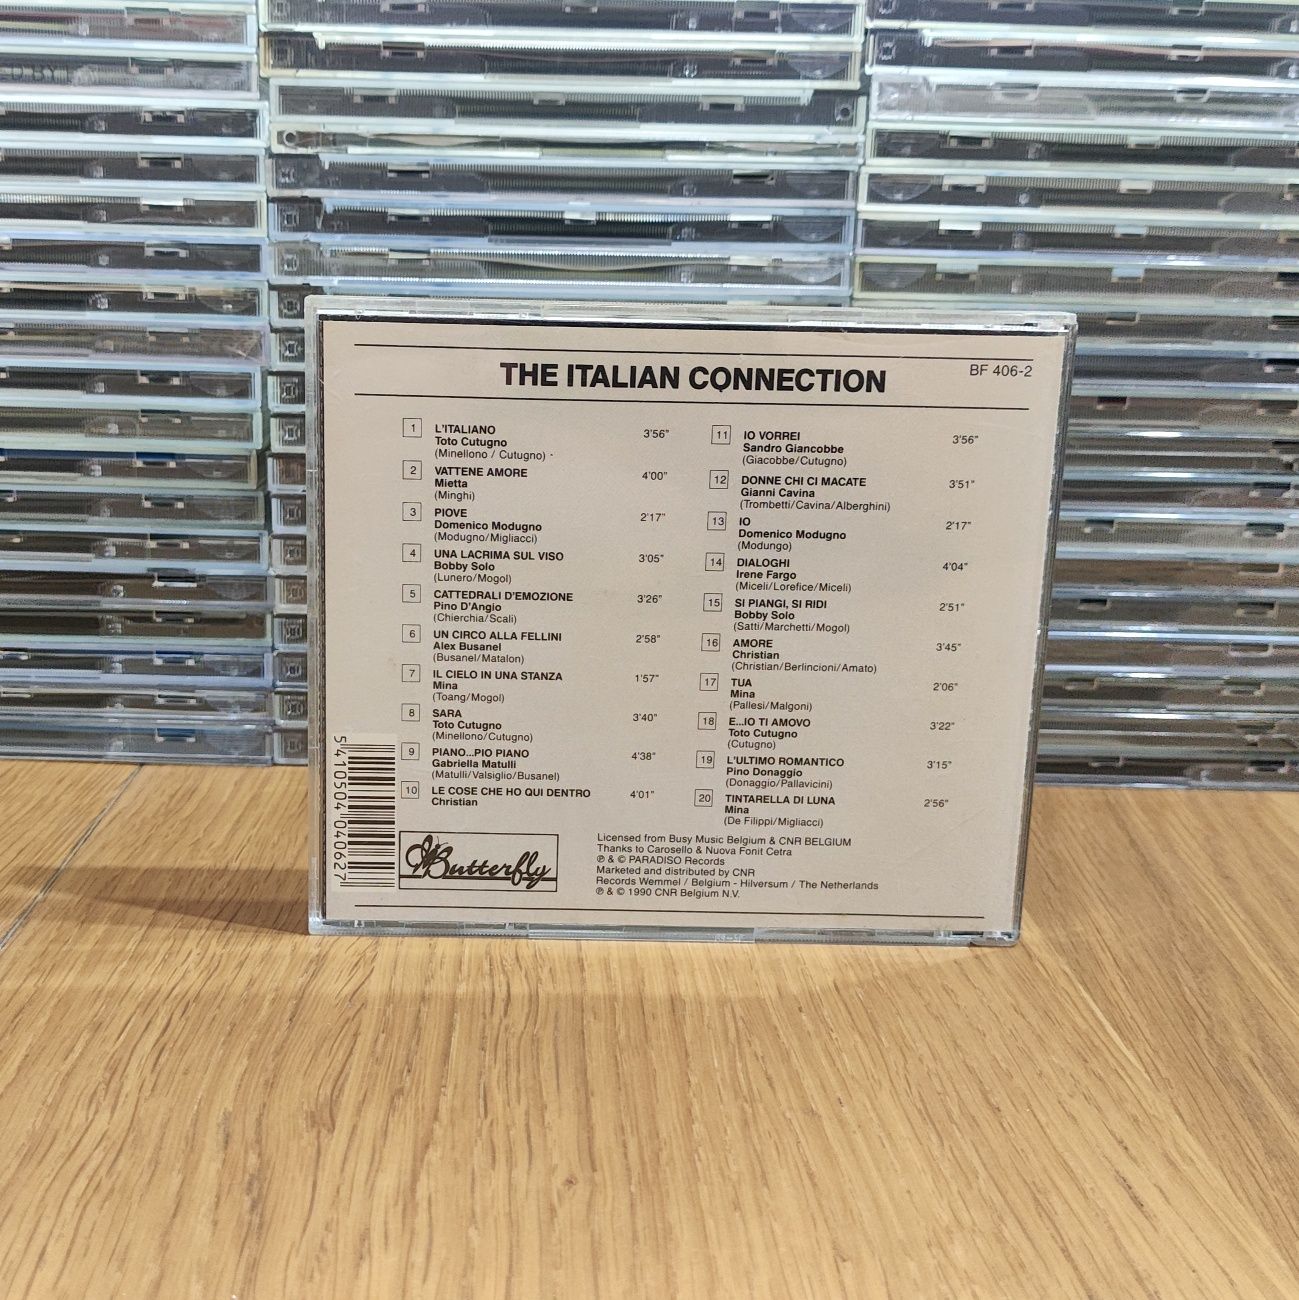 THE ITALIAN CONNECTION
BF 406-2
1 L'ITALIANO 3'56"
Toto Cutugno
(Minellono / Cutugno)
2 VATTENE AMORE 4'00"
Mietta
(Minghi)
3 PIOVE 2'17"
Domenico Modugno
(Modugno/Migliacci)
4 UNA LACRIMA SUL VISO 3'05"
Bobby Solo
(Lunero/Mogol)
5 CATTEDRALI D'EMOZIONE 3'26"
Pino D'Angio
(Chierchia/Scali)
6 UN CIRCO ALLA FELLINI 2'58"
Alex Busanel
(Busanel/Matalon)
7 IL CIELO IN UNA STANZA 1'57"
Mina
(Toang/Mogol)
8 SARA 3'40"
Toto Cutugno
(Minellono/Cutugno)
9 PIANO...PIO PIANO 4'38"
Gabriella Matulli
(Matulli/Valsiglio/Busanel)
10 LE COSE CHE HO QUI DENTRO 4'01"
Christian
11 IO VORREI 3'56"
Sandro Giancobbe
(Giacobbe/Cutugno)
12 DONNE CHI CI MACATE 3'51"
Gianni Cavina
(Trombetti/Cavina/Alberghini)
13 IO 2'17"
Domenico Modugno
(Modungo)
14 DIALOGHI 4'04"
Irene Fargo
(Miceli/Lorefice/Miceli)
15 SI PIANGI, SI RIDI 2'51"
Bobby Solo
(Satti/Marchetti/Mogol)
16 AMORE 3'45"
Christian
(Christian/Berlincioni/Amato)
17 TUA 2'06"
Mina
(Pallesi/Malgoni)
18 E...IO TI AMOVO 3'22"
Toto Cutugno
(Cutugno)
19 L'ULTIMO ROMANTICO 3'15"
Pino Donaggio
(Donaggio/Pallavicini)
20 TINTARELLA DI LUNA 2'56"
Mina
(De Filippi/Migliacci)
5 410504 040627
Butterfly
Licensed from Busy Music Belgium & CNR BELGIUM
Thanks to Carosello & Nuova Fonit Cetra
℗ & © PARADISO Records
Marketed and distributed by CNR
Records Wemmel / Belgium - Hilversum / The Netherlands
℗ & © 1990 CNR Belgium N.V.